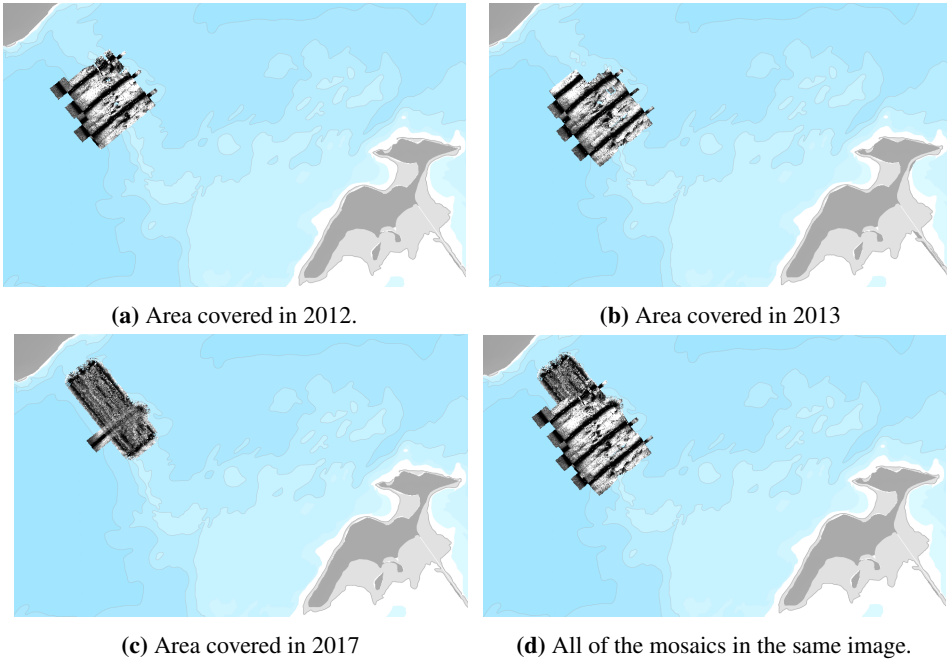 (a) Area covered in 2012.
(b) Area covered in 2013
(c) Area covered in 2017
(d) All of the mosaics in the same image.